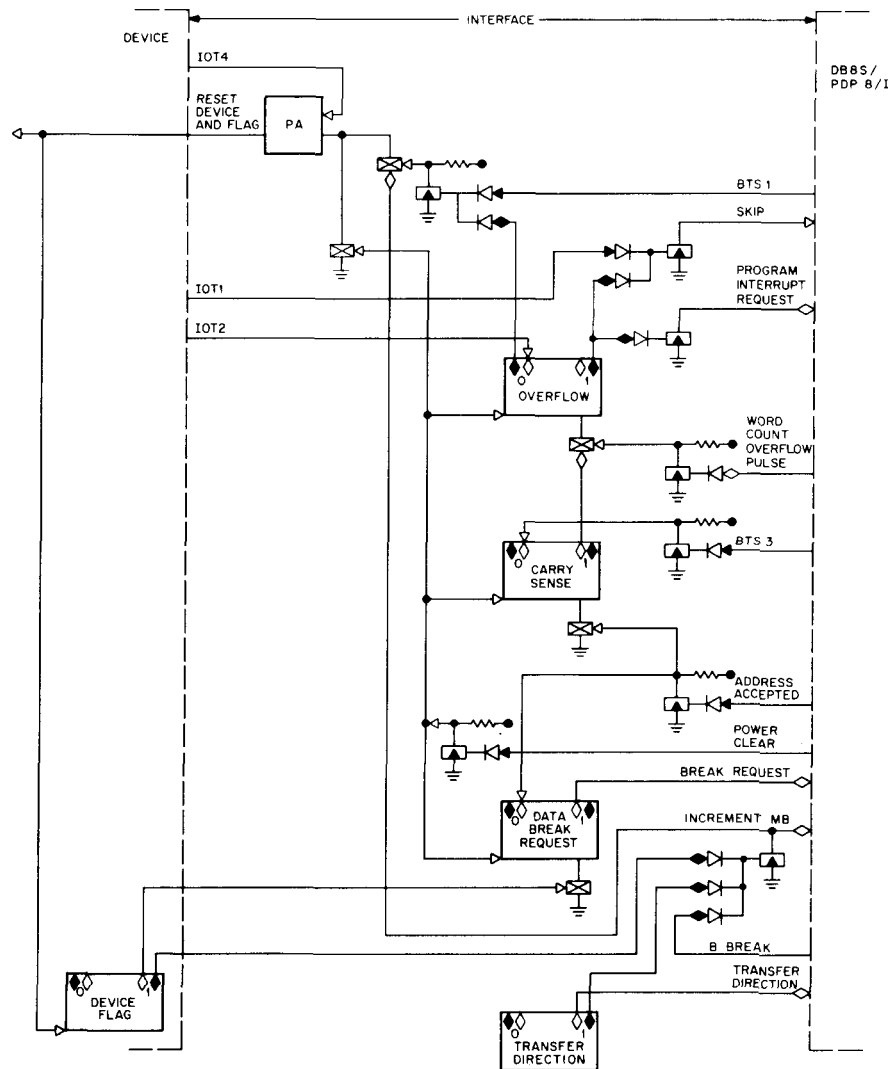 INTERFACE
DEVICE
DB8S/
PDP 8/I
IOT4
RESET
DEVICE
AND FLAG
PA
BTS 1
SKIP
PROGRAM
INTERRUPT
REQUEST
IOT1
IOT2
0
1
OVERFLOW
WORD
COUNT
OVERFLOW
PULSE
BTS 3
0
1
CARRY
SENSE
ADDRESS
ACCEPTED
POWER
CLEAR
BREAK REQUEST
0
1
DATA
BREAK
REQUEST
INCREMENT MB
B BREAK
0
1
DEVICE
FLAG
TRANSFER
DIRECTION
0
1
TRANSFER
DIRECTION